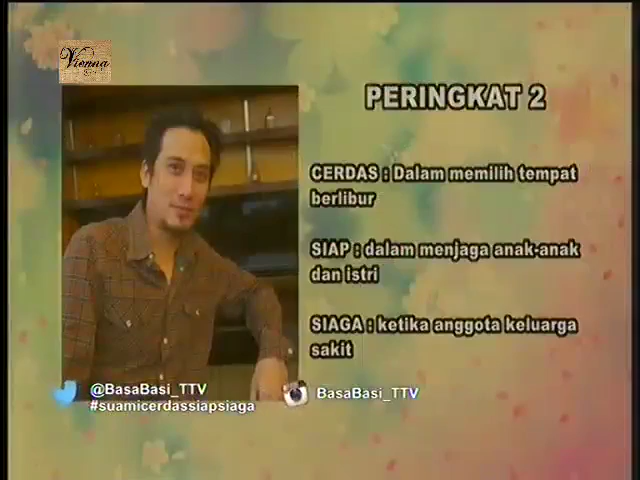 Vienna
PERINGKAT 2
CERDAS : Dalam memilih tempat
berlibur
SIAP : dalam menjaga anak-anak
dan istri
SIAGA : ketika anggota keluarga
sakit
@BasaBasi_TTV
#suamicerdassiapsiaga
BasaBasi_TTV